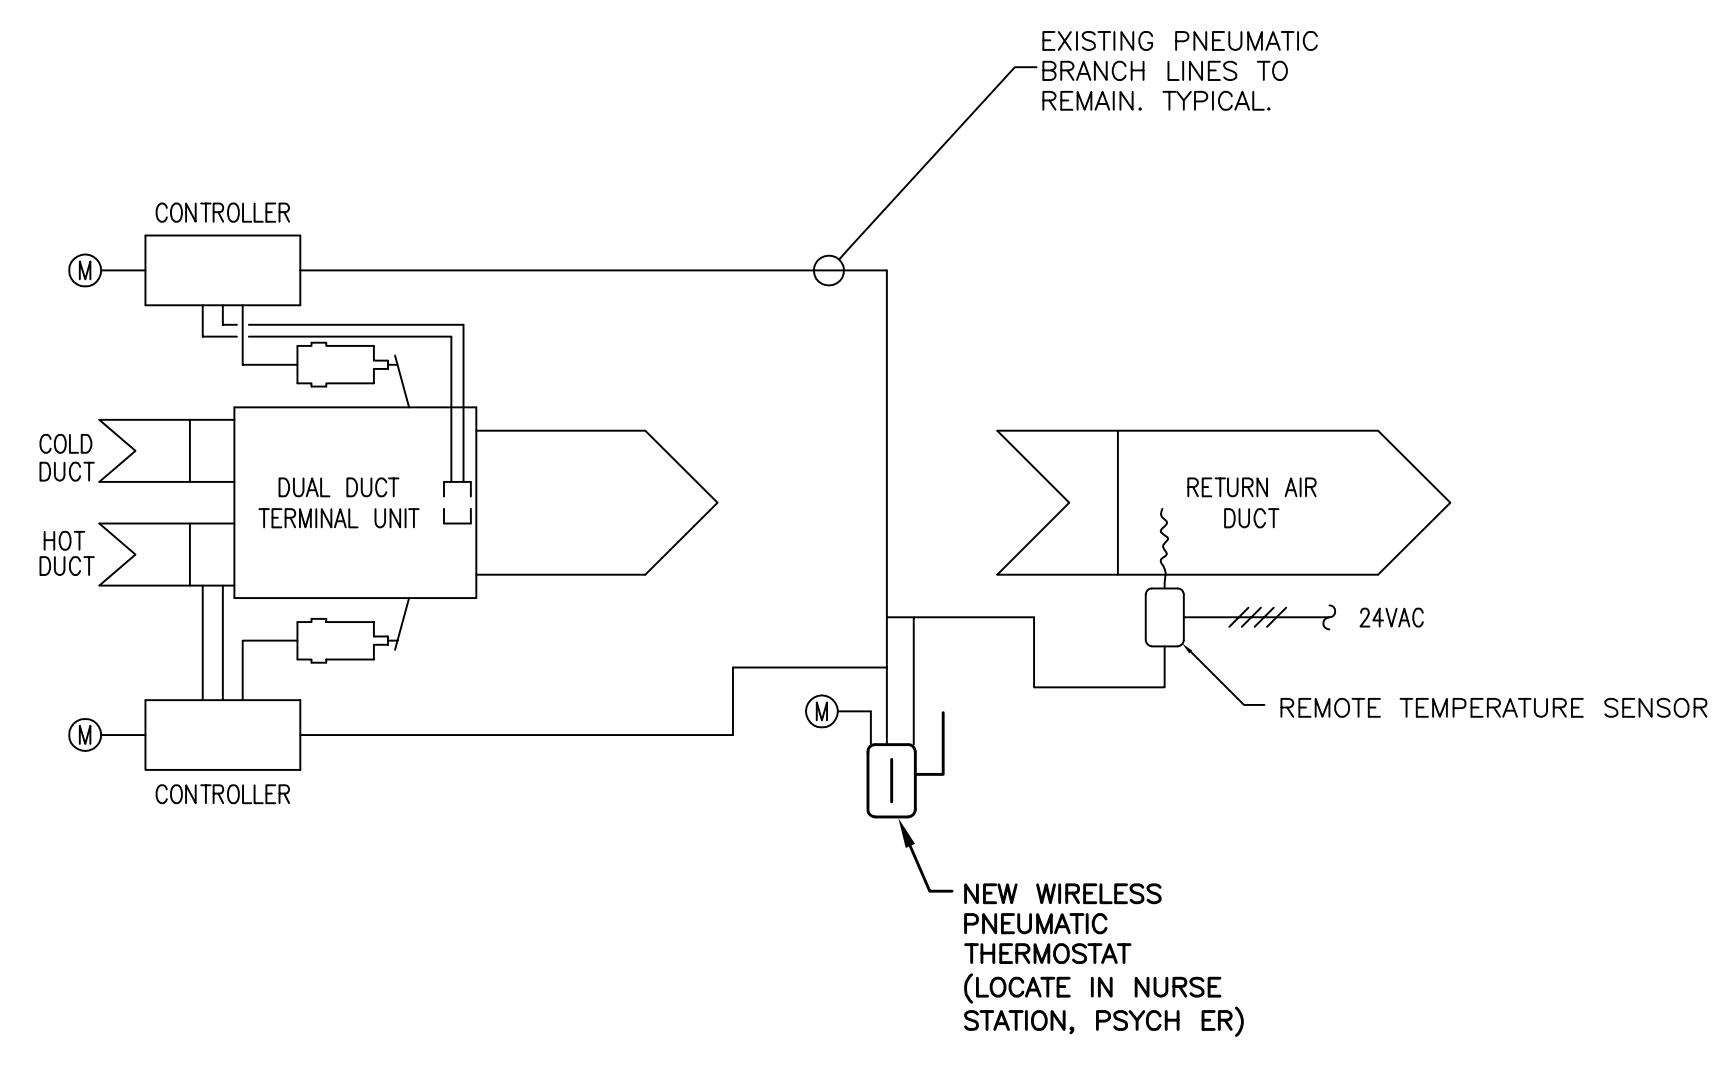 EXISTING PNEUMATIC
BRANCH LINES TO
REMAIN. TYPICAL.
CONTROLLER
M
COLD
DUCT
DUAL DUCT
TERMINAL UNIT
HOT
DUCT
RETURN AIR
DUCT
24VAC
REMOTE TEMPERATURE SENSOR
M
M
CONTROLLER
NEW WIRELESS
PNEUMATIC
THERMOSTAT
(LOCATE IN NURSE
STATION, PSYCH ER)